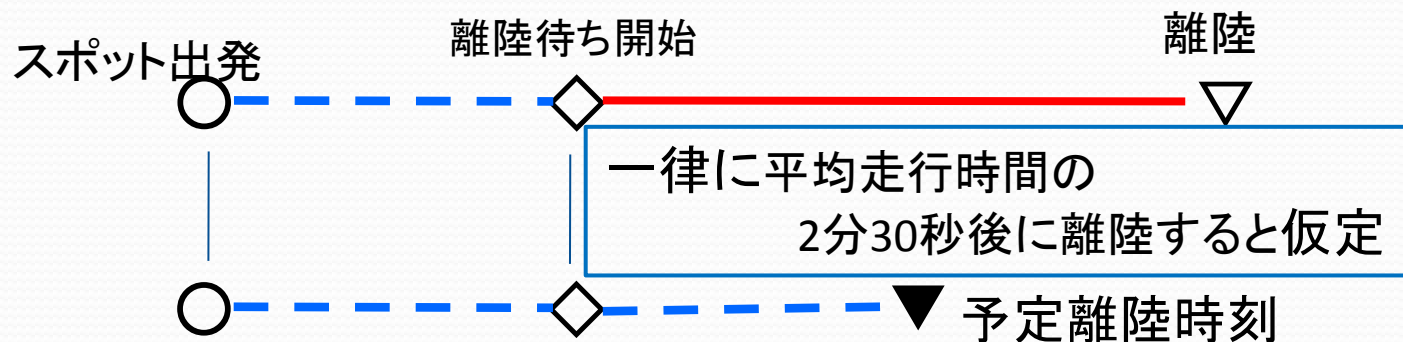 スポット出発
離陸待ち開始
離陸
一律に平均走行時間の
2分30秒後に離陸すると仮定
予定離陸時刻